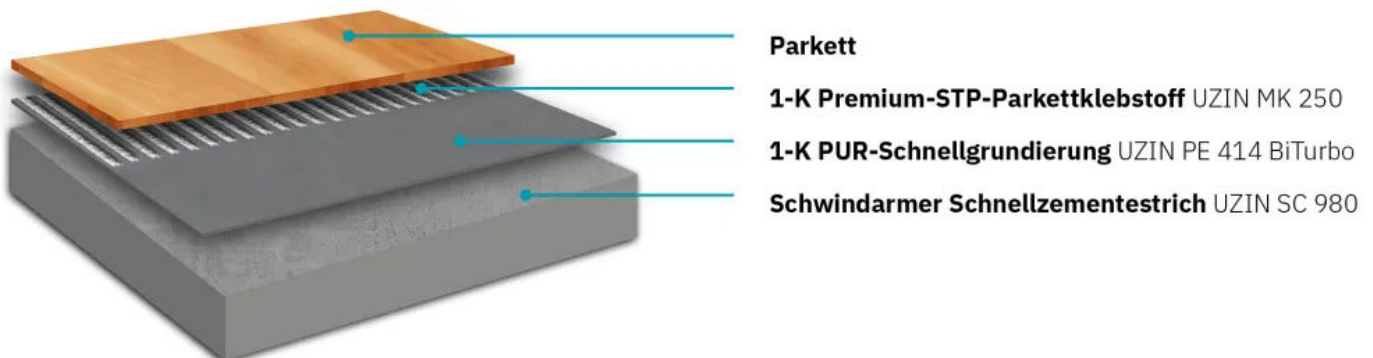 Parkett
1-K Premium-STP-Parkettklebstoff UZIN MK 250
1-K PUR-Schnellgrundierung UZIN PE 414 BiTurbo
Schwindarmer Schnellzementestrich UZIN SC 980